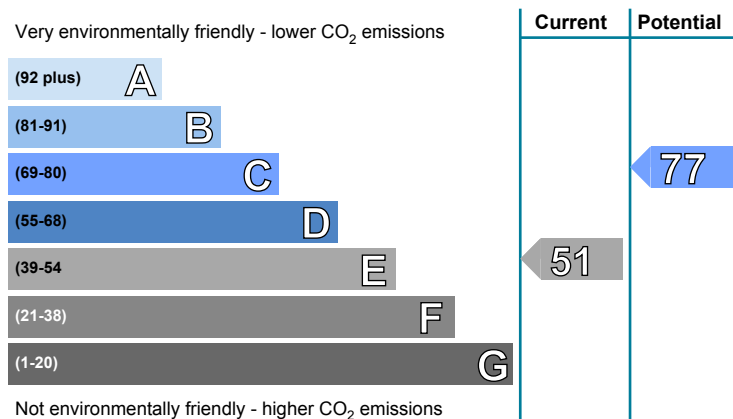 Current Potential
Very environmentally friendly - lower CO2 emissions
(92 plus) A
(81-91) B
(69-80) C
77
(55-68) D
(39-54 E
51
(21-38) F
(1-20) G
Not environmentally friendly - higher CO2 emissions